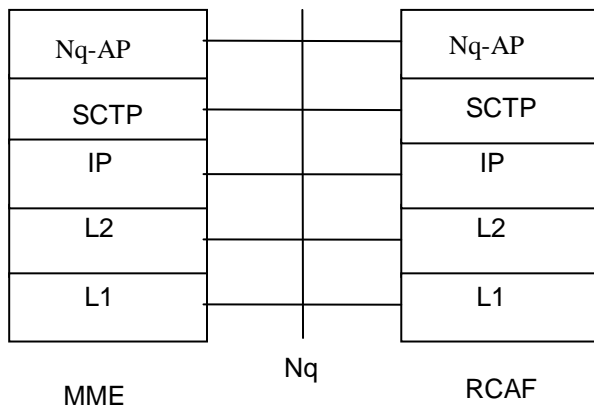 Nq-AP Nq-AP
SCTP SCTP
IP IP
L2 L2
L1 L1
Nq
MME RCAF